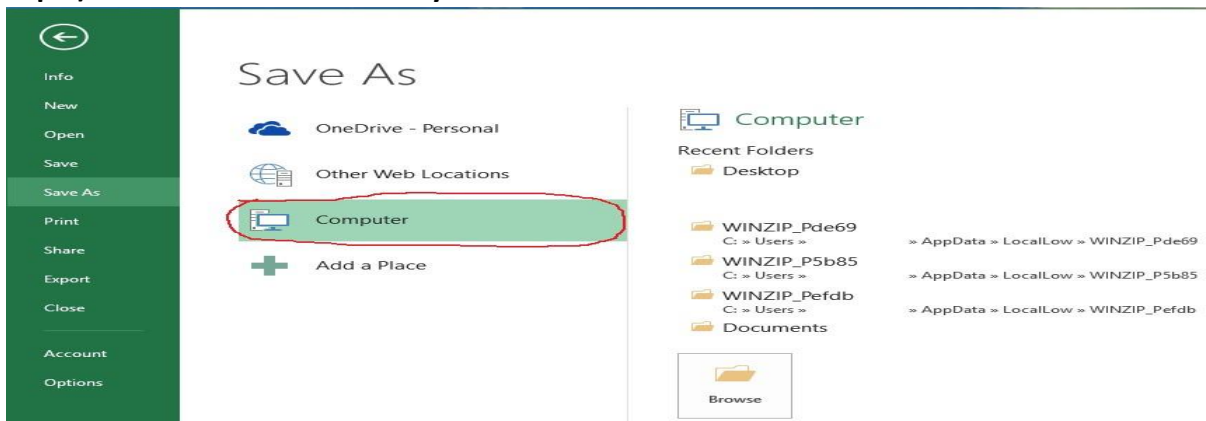 Info
New
Open
Save
Save As
Print
Share
Export
Close
Account
Options
Save As
OneDrive - Personal
Other Web Locations
Computer
Add a Place
Computer
Recent Folders
Desktop
WINZIP_Pde69
C: » Users » » AppData » LocalLow » WINZIP_Pde69
WINZIP_P5b85
C: » Users » » AppData » LocalLow » WINZIP_P5b85
WINZIP_Pefdb
C: » Users » » AppData » LocalLow » WINZIP_Pefdb
Documents
Browse